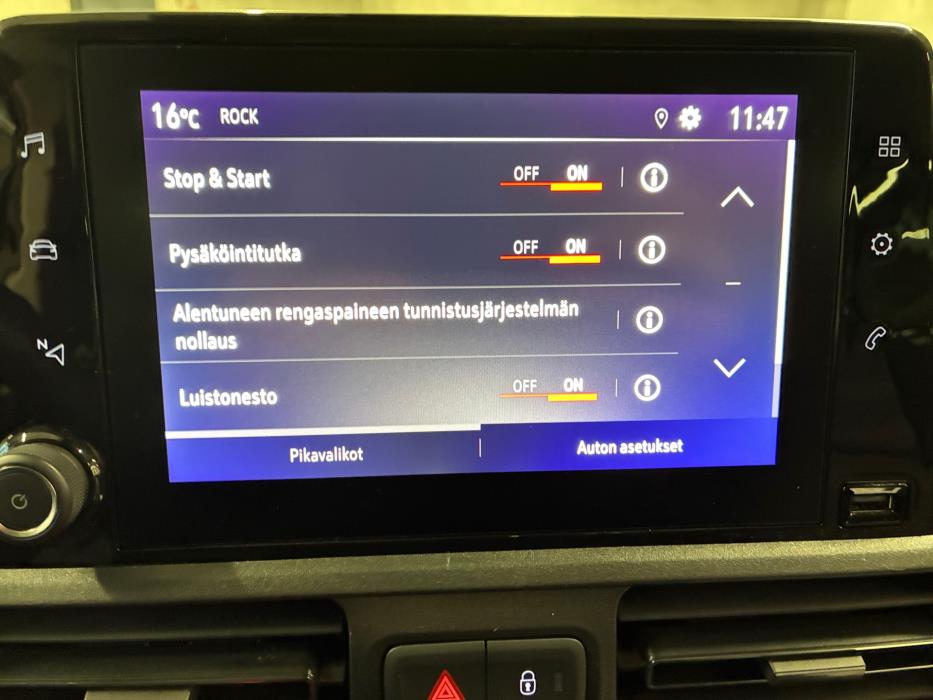 16°C ROCK 11:47
Stop & Start OFF ON
Pysäköintitutka OFF ON
Alentuneen rengaspaineen tunnistusjärjestelmän
nollaus
Luistonesto OFF ON
Pikavalikot Auton asetukset
N